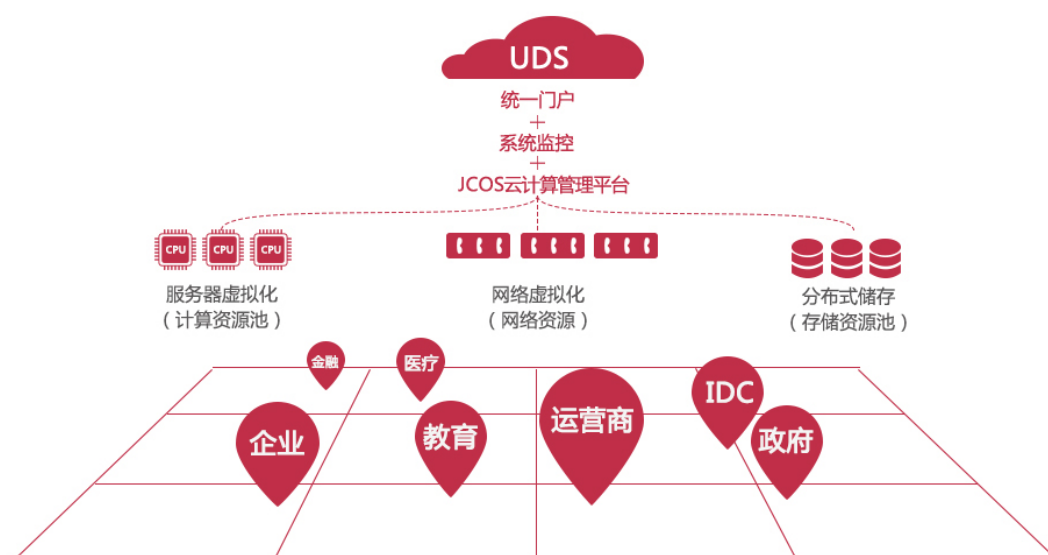 UDS
统一门户
+
系统监控
+
JCOS云计算管理平台
CPU CPU CPU
服务器虚拟化
（计算资源池）
网络虚拟化
（网络资源）
分布式储存
（存储资源池）
金融
医疗
IDC
运营商
企业
教育
政府